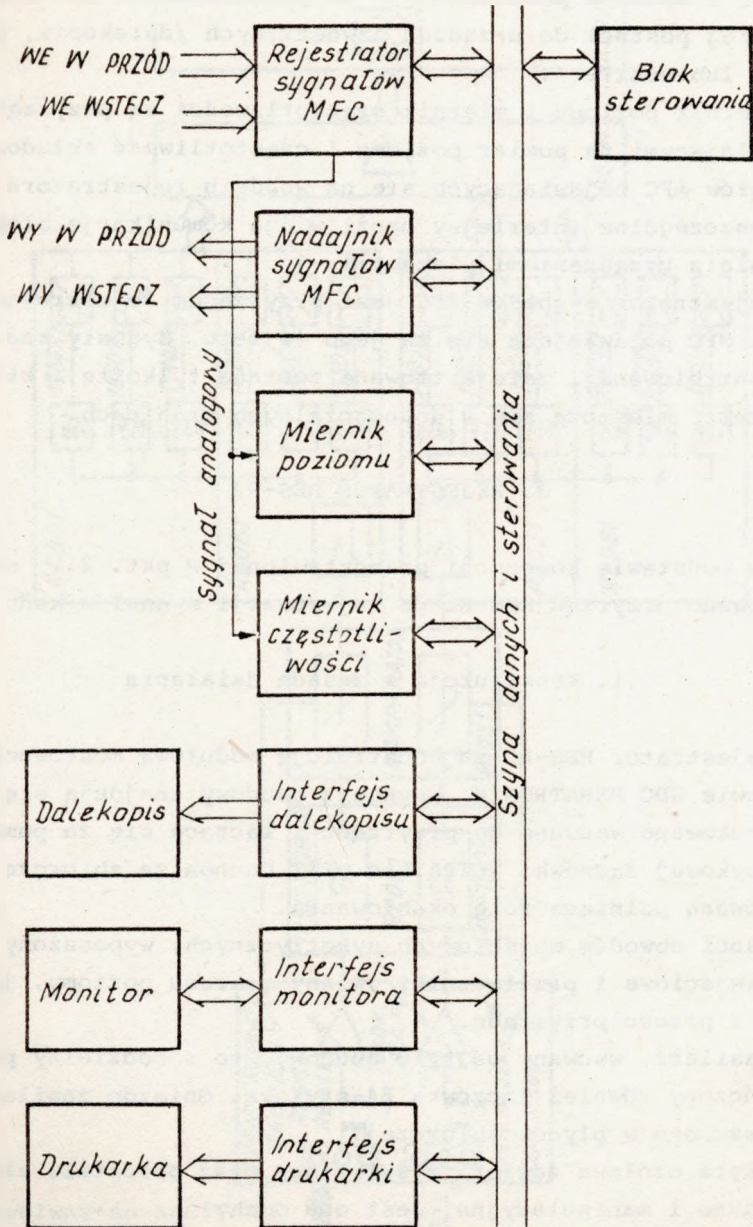 WE W PRZÓD
WE WSTECZ
Rejestrator
sygnałów
MFC
Blok
sterowania
WY W PRZÓD
WY WSTECZ
Nadajnik
sygnałów
MFC
Sygnał analogowy
Miernik
poziomu
Miernik
częstotli-
wości
Szyna danych i sterowania
Dalekopis
Interfejs
dalekopisu
Monitor
Interfejs
monitora
Drukarka
Interfejs
drukarki